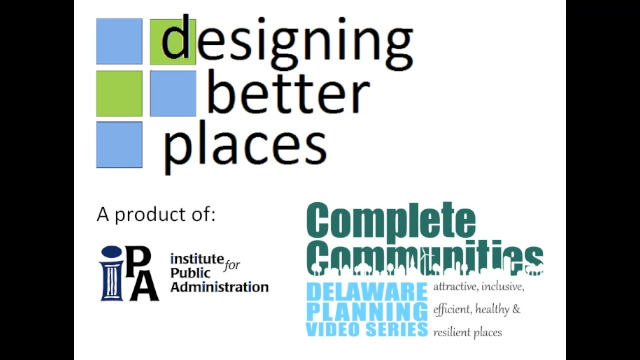 designing
better
places
A product of:
iPA
institute for
Public
Administration
Complete
Communities
DELAWARE
PLANNING
VIDEO SERIES
attractive, inclusive,
efficient, healthy &
resilient places